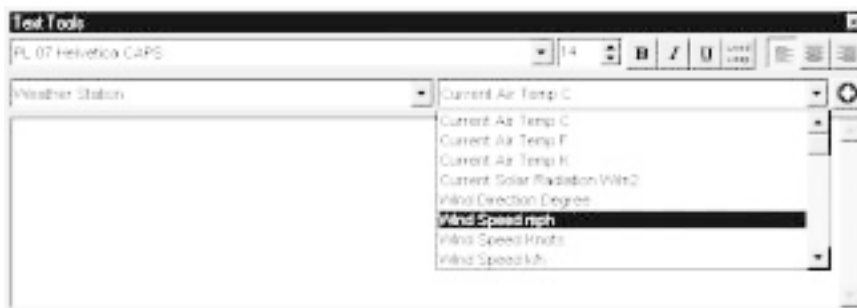 Text Tools
PL 07 Helvetica CAPS 14 B I U
Weather Station Current Air Temp C
Current Air Temp C
Current Air Temp F
Current Air Temp K
Current Solar Radiation W/m2
Wind Direction Degree
Wind Speed mph
Wind Speed Knots
Wind Speed k/h